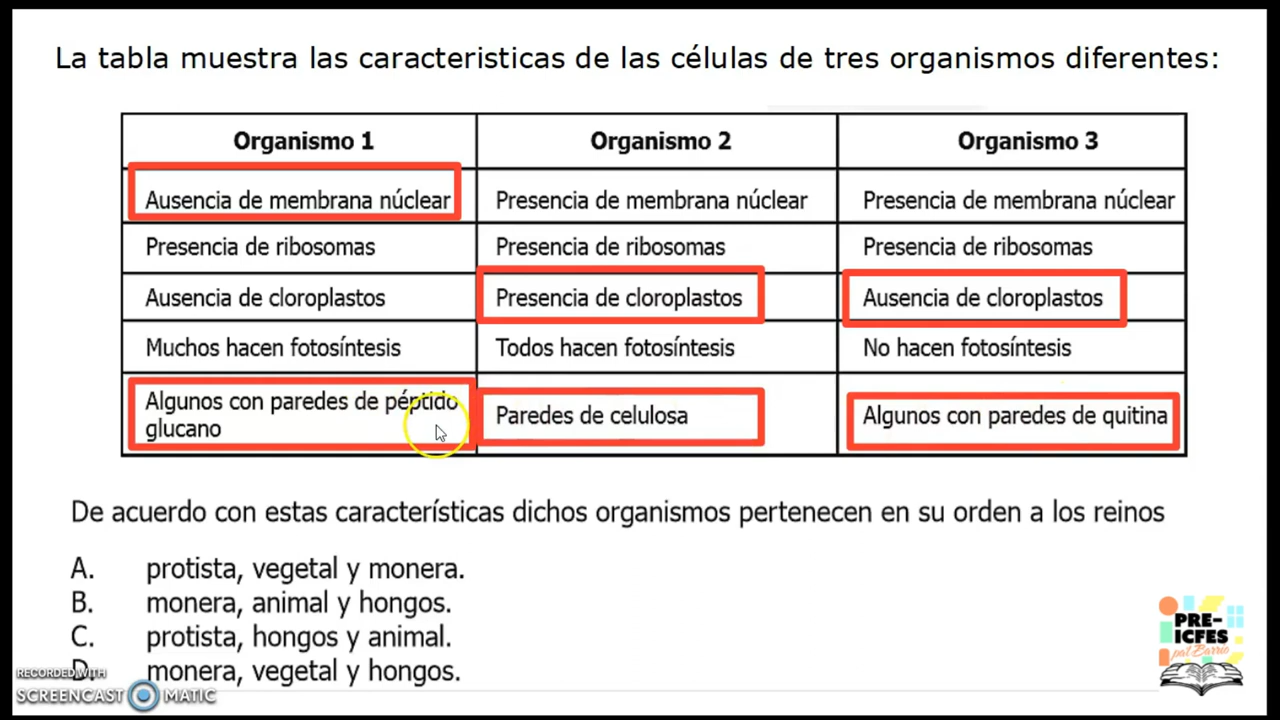 La tabla muestra las caracteristicas de las células de tres organismos diferentes:
Organismo 1 Organismo 2 Organismo 3
Ausencia de membrana núclear Presencia de membrana núclear Presencia de membrana núclear
Presencia de ribosomas Presencia de ribosomas Presencia de ribosomas
Ausencia de cloroplastos Presencia de cloroplastos Ausencia de cloroplastos
Muchos hacen fotosíntesis Todos hacen fotosíntesis No hacen fotosíntesis
Algunos con paredes de péptido
glucano Paredes de celulosa Algunos con paredes de quitina
De acuerdo con estas características dichos organismos pertenecen en su orden a los reinos
A. protista, vegetal y monera.
B. monera, animal y hongos.
C. protista, hongos y animal.
D. monera, vegetal y hongos.
PRE-
ICFES
pa'l Barrio
RECORDED WITH
SCREENCAST MATIC